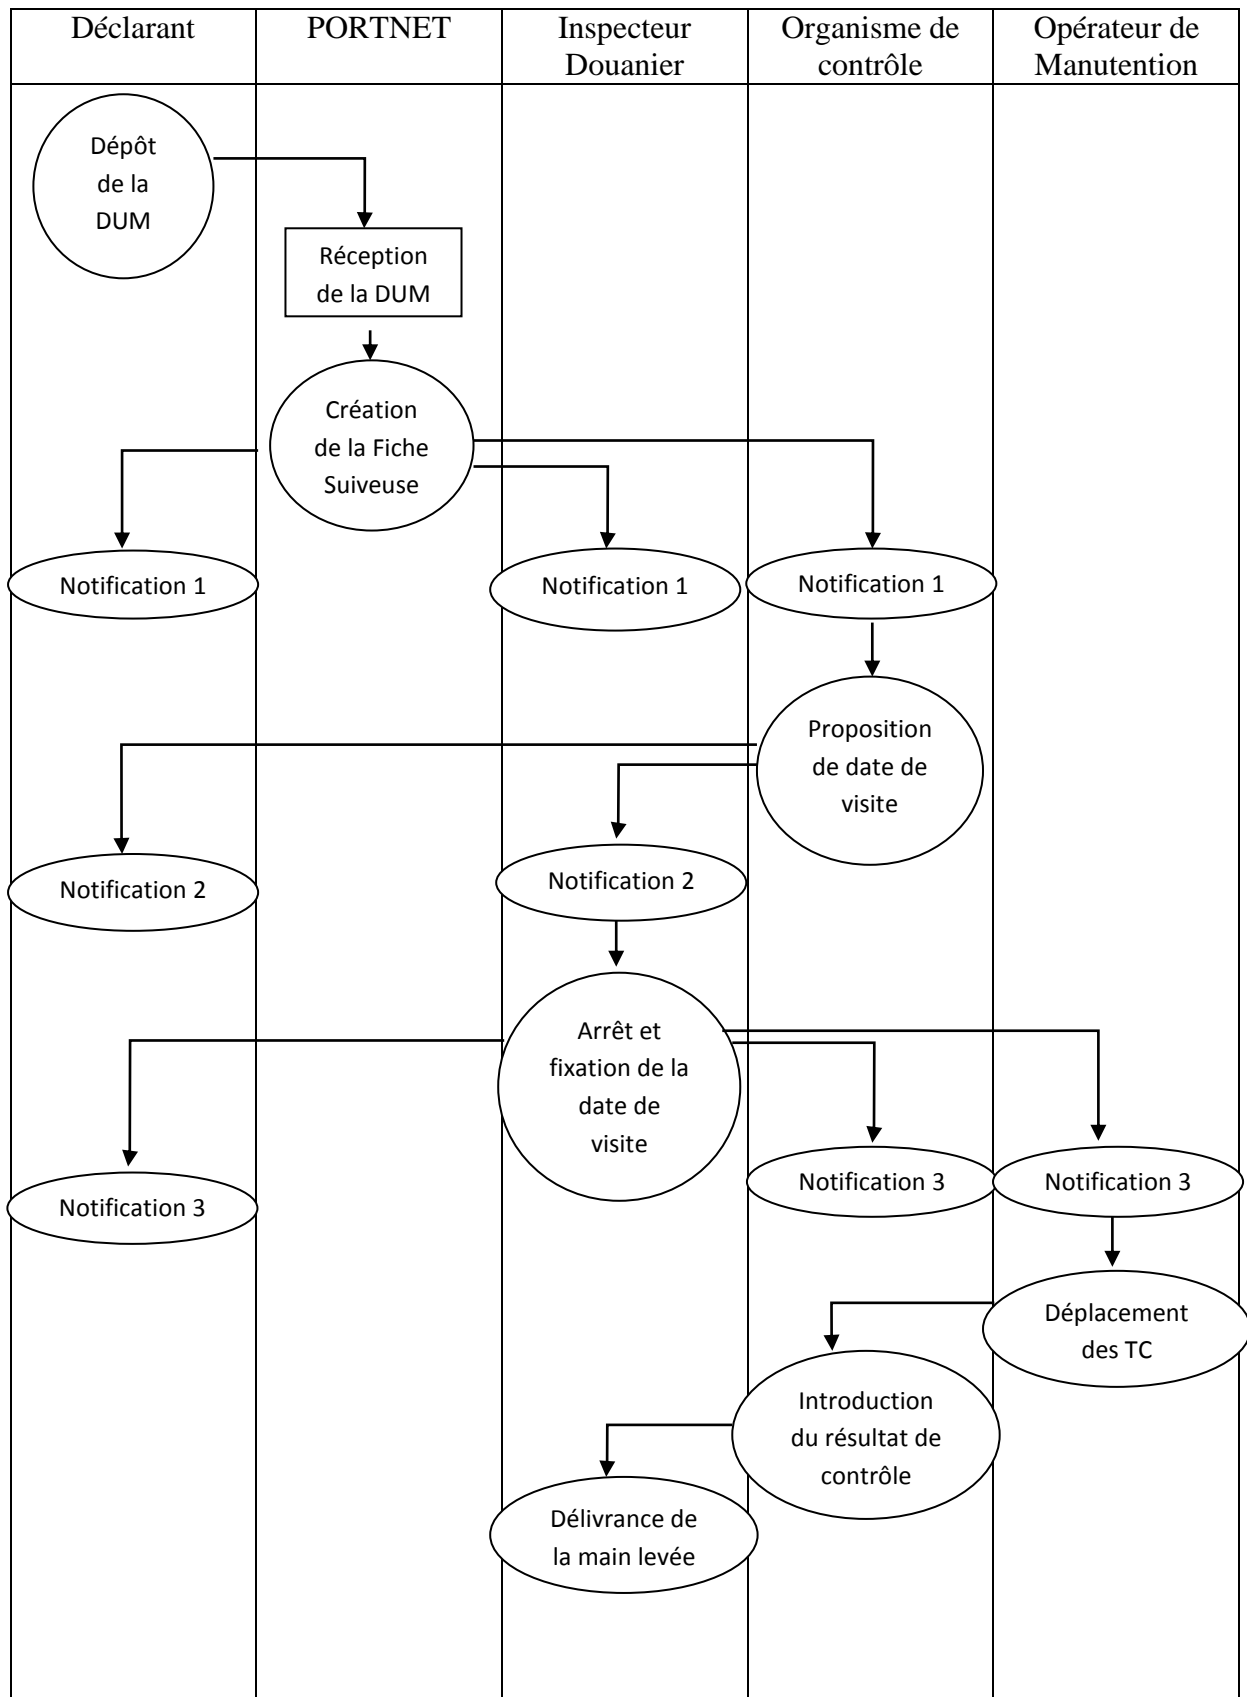 Déclarant
PORTNET
Inspecteur
Douanier
Organisme de
contrôle
Opérateur de
Manutention
Dépôt
de la
DUM
Réception
de la DUM
Création
de la Fiche
Suiveuse
Notification 1
Notification 1
Notification 1
Proposition
de date de
visite
Notification 2
Notification 2
Arrêt et
fixation de la
date de
visite
Notification 3
Notification 3
Notification 3
Déplacement
des TC
Introduction
du résultat de
contrôle
Délivrance de
la main levée